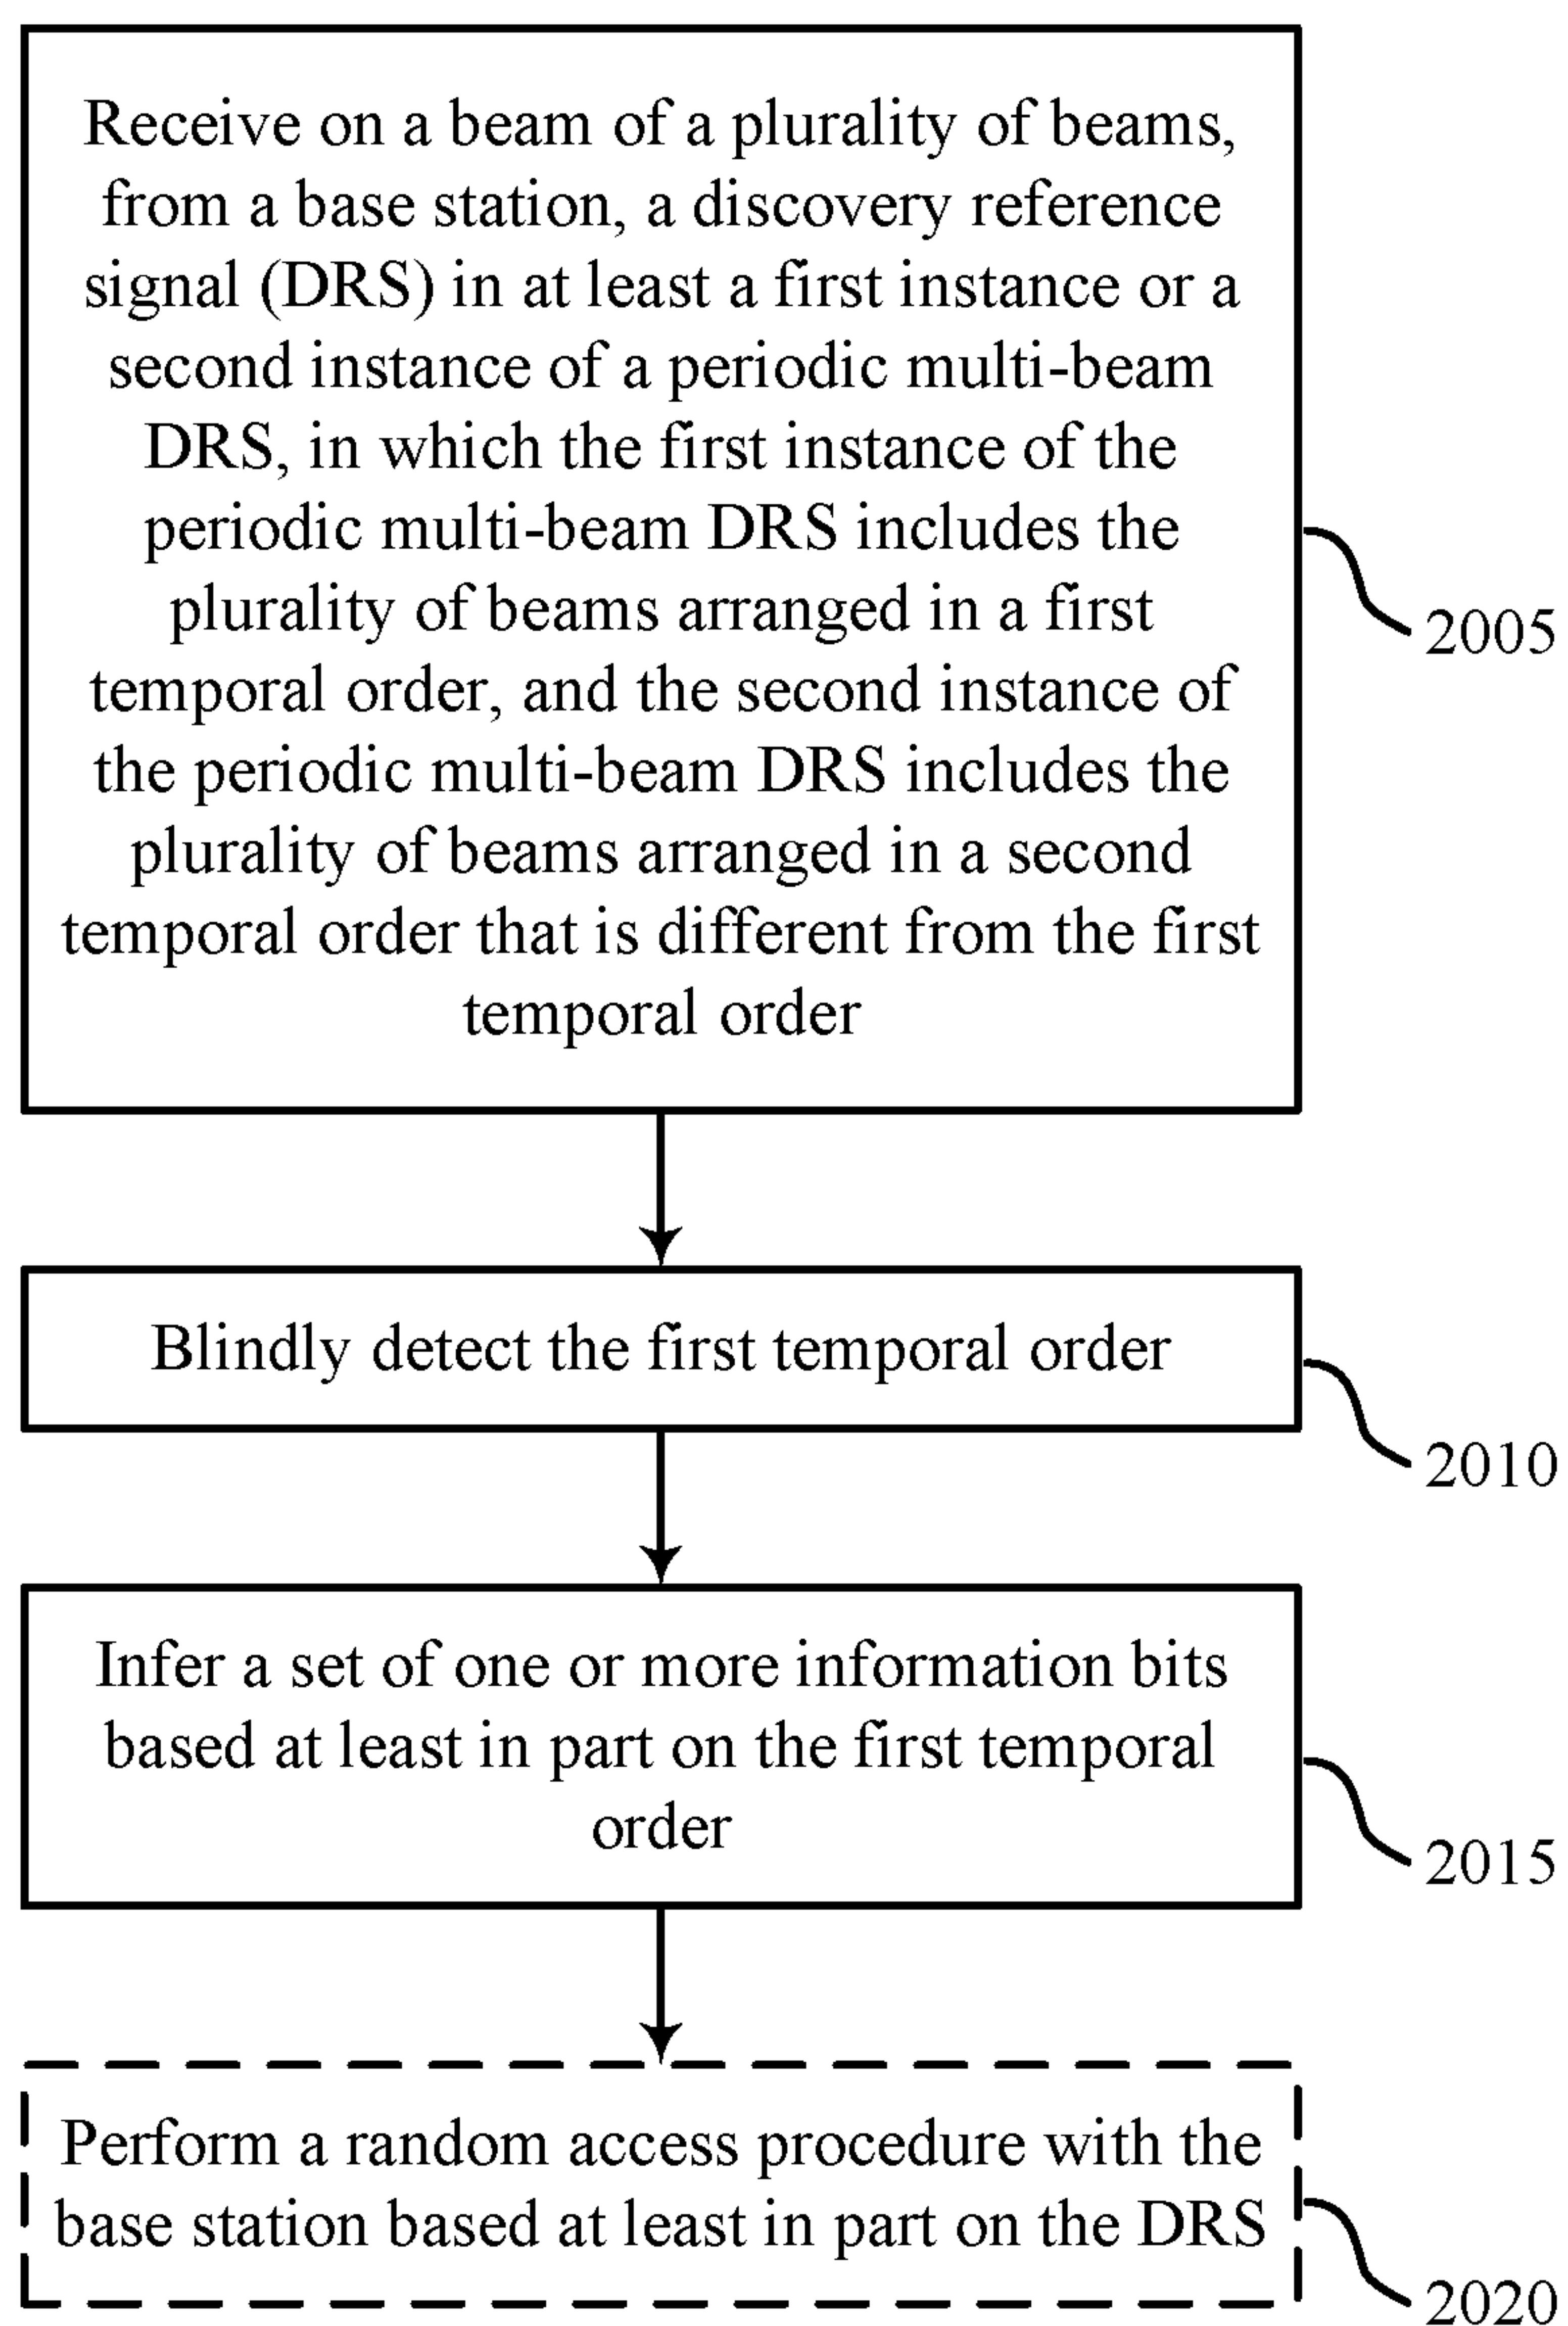 Receive on a beam of a plurality of beams,
from a base station, a discovery reference
signal (DRS) in at least a first instance or a
second instance of a periodic multi-beam
DRS, in which the first instance of the
periodic multi-beam DRS includes the
plurality of beams arranged in a first
temporal order, and the second instance of
the periodic multi-beam DRS includes the
plurality of beams arranged in a second
temporal order that is different from the first
temporal order
2005
Blindly detect the first temporal order
2010
Infer a set of one or more information bits
based at least in part on the first temporal
order
2015
Perform a random access procedure with the
base station based at least in part on the DRS
2020